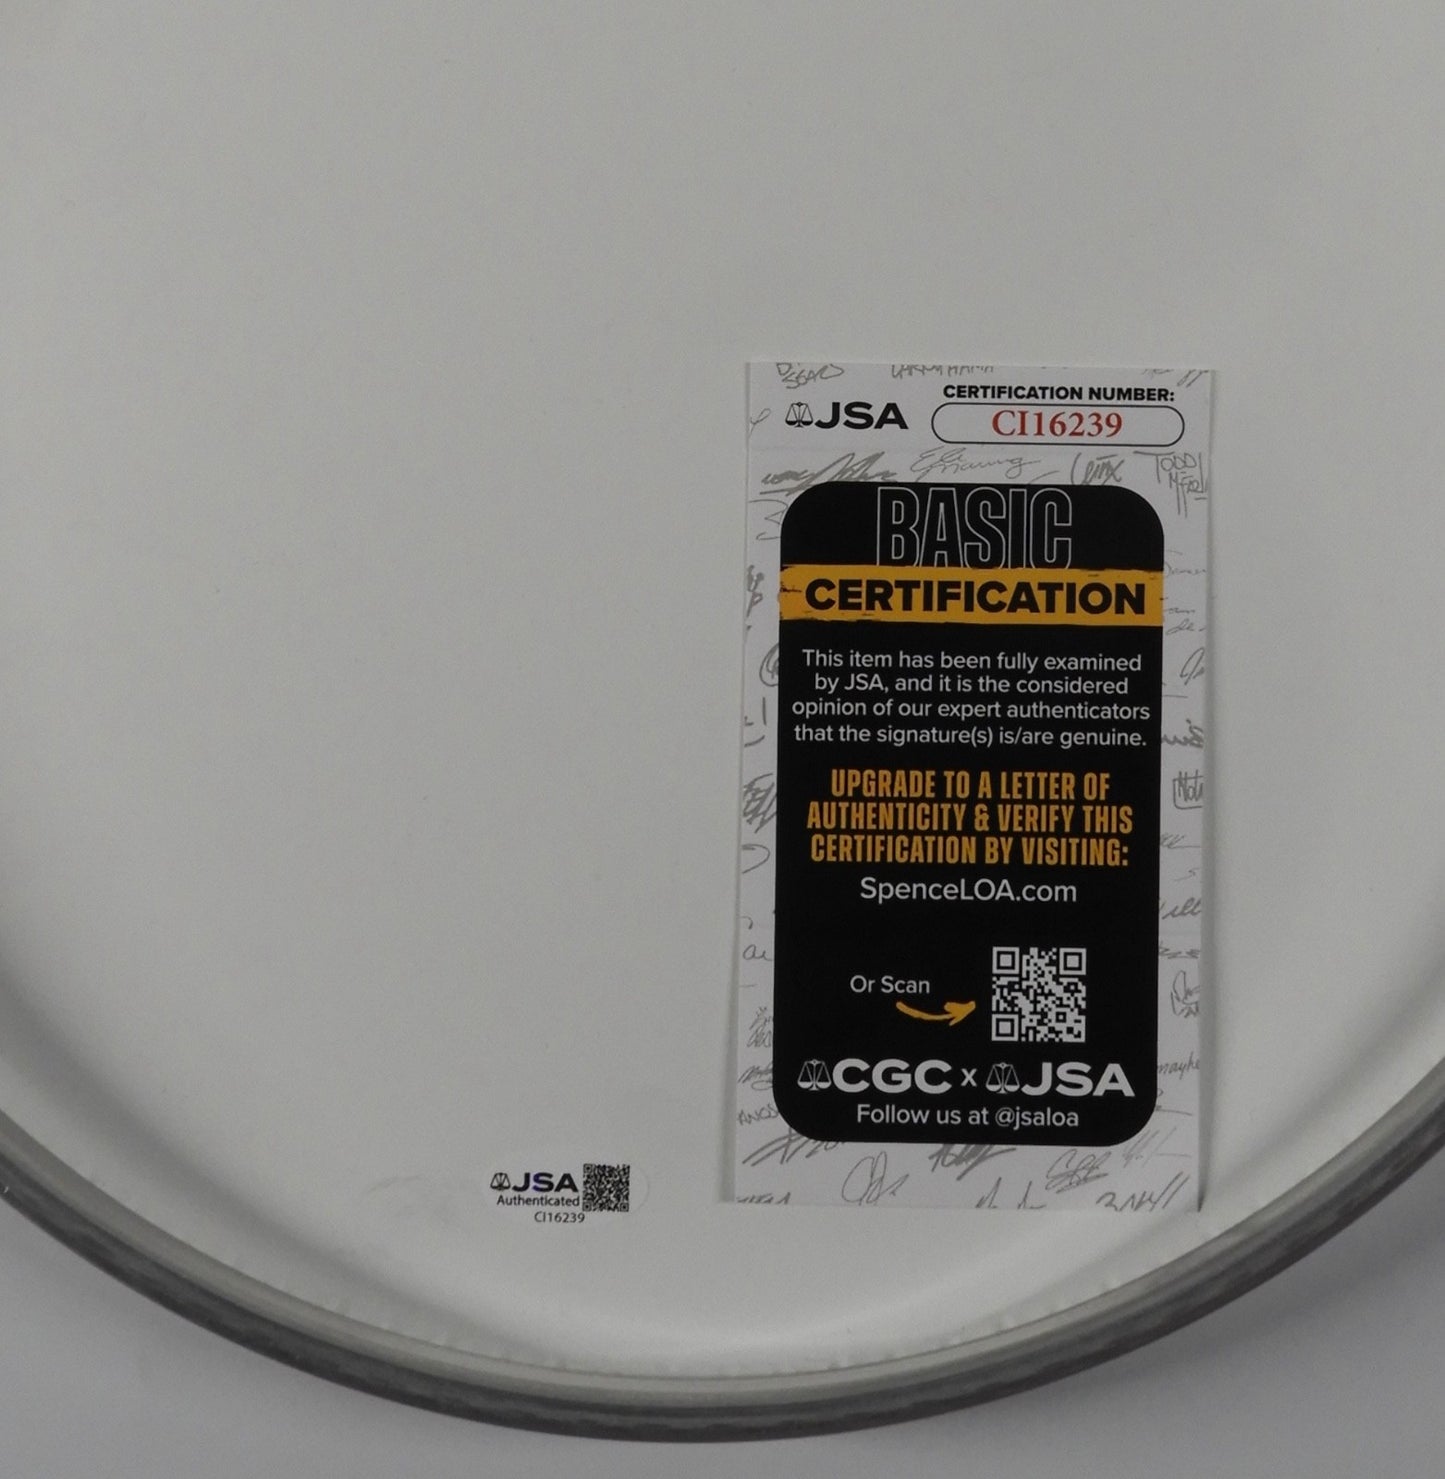 CERTIFICATION NUMBER:
JSA
CI16239
BASIC
CERTIFICATION
This item has been fully examined
by JSA, and it is the considered
opinion of our expert authenticators
that the signature(s) is/are genuine.
UPGRADE TO A LETTER OF
AUTHENTICITY & VERIFY THIS
CERTIFICATION BY VISITING:
SpenceLOA.com
Or Scan
CGC x JSA
Follow us at @jsaloa
JSA
Authenticated
CI16239